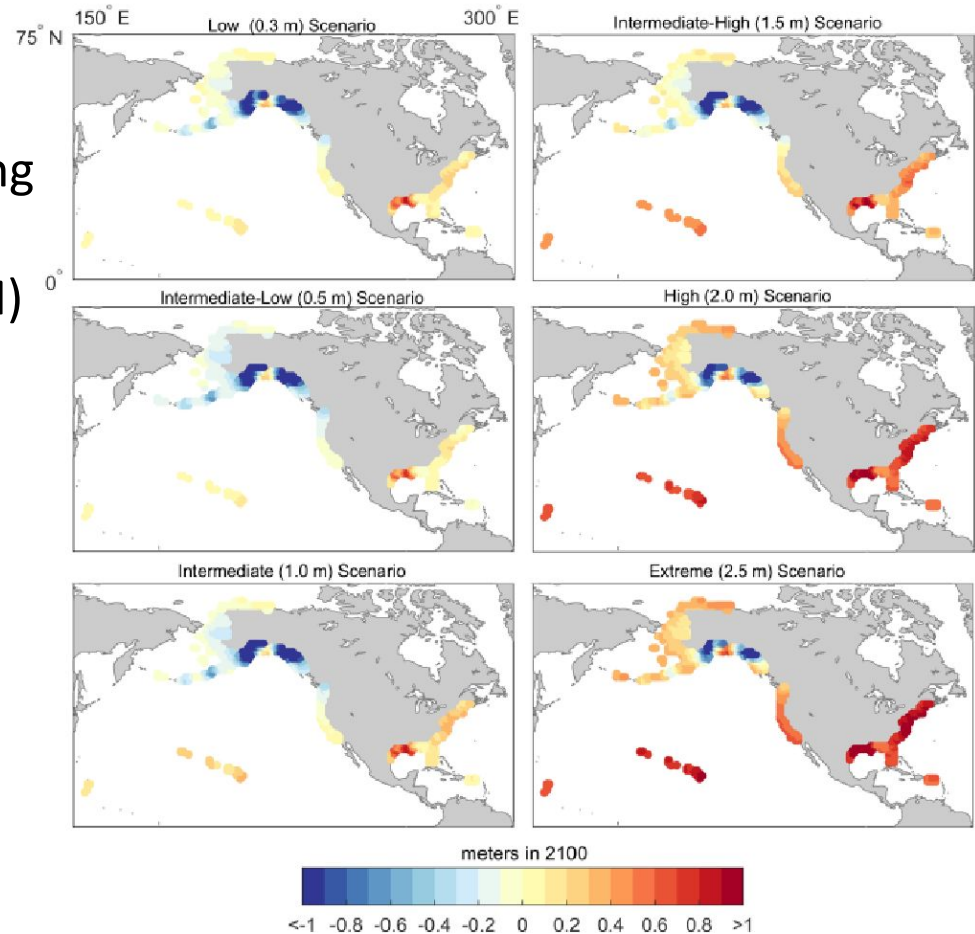 150° E
300° E
Low (0.3 m) Scenario
Intermediate-High (1.5 m) Scenario
75° N
ng
0°
l)
Intermediate-Low (0.5 m) Scenario
High (2.0 m) Scenario
Intermediate (1.0 m) Scenario
Extreme (2.5 m) Scenario
meters in 2100
<-1 -0.8 -0.6 -0.4 -0.2 0 0.2 0.4 0.6 0.8 >1